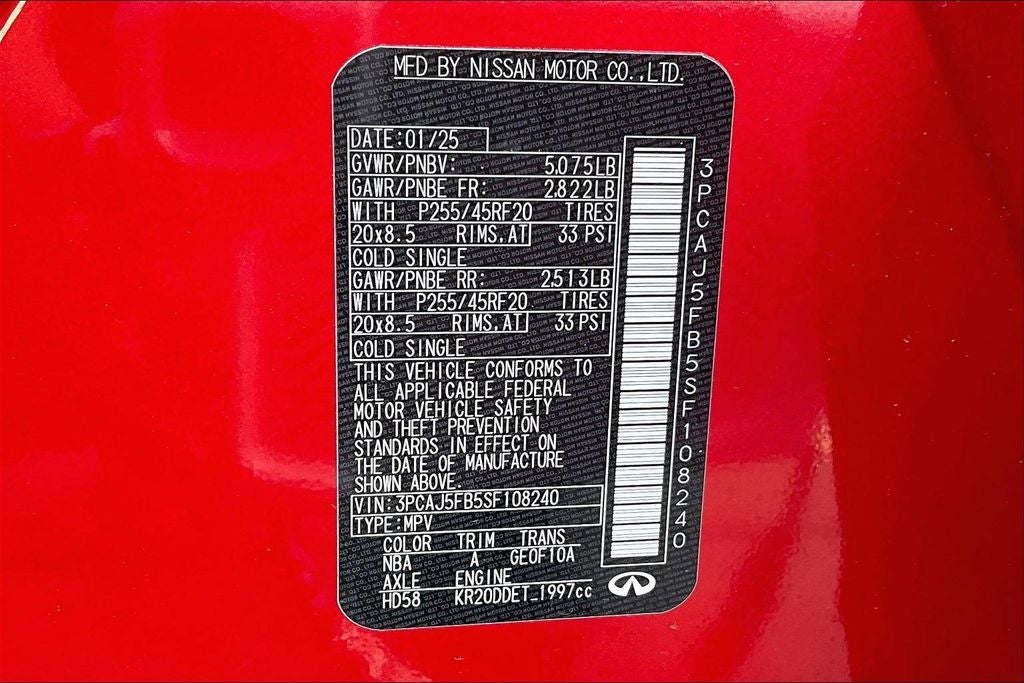 MFD BY NISSAN MOTOR CO.,LTD.
DATE:01/25
GVWR/PNBV: 5,075LB
GAWR/PNBE FR: 2,822LB
WITH P255/45RF20 TIRES
20x8.5 RIMS,AT 33 PSI
COLD SINGLE
GAWR/PNBE RR: 2,513LB
WITH P255/45RF20 TIRES
20x8.5 RIMS,AT 33 PSI
COLD SINGLE
THIS VEHICLE CONFORMS TO
ALL APPLICABLE FEDERAL
MOTOR VEHICLE SAFETY
AND THEFT PREVENTION
STANDARDS IN EFFECT ON
THE DATE OF MANUFACTURE
SHOWN ABOVE.
VIN:3PCAJ5FB5SF108240
TYPE:MPV
COLOR TRIM TRANS
NBA A GE0F10A
AXLE ENGINE
HD58 KR20DDET_1997cc
3PCAJ5FB5SF108240